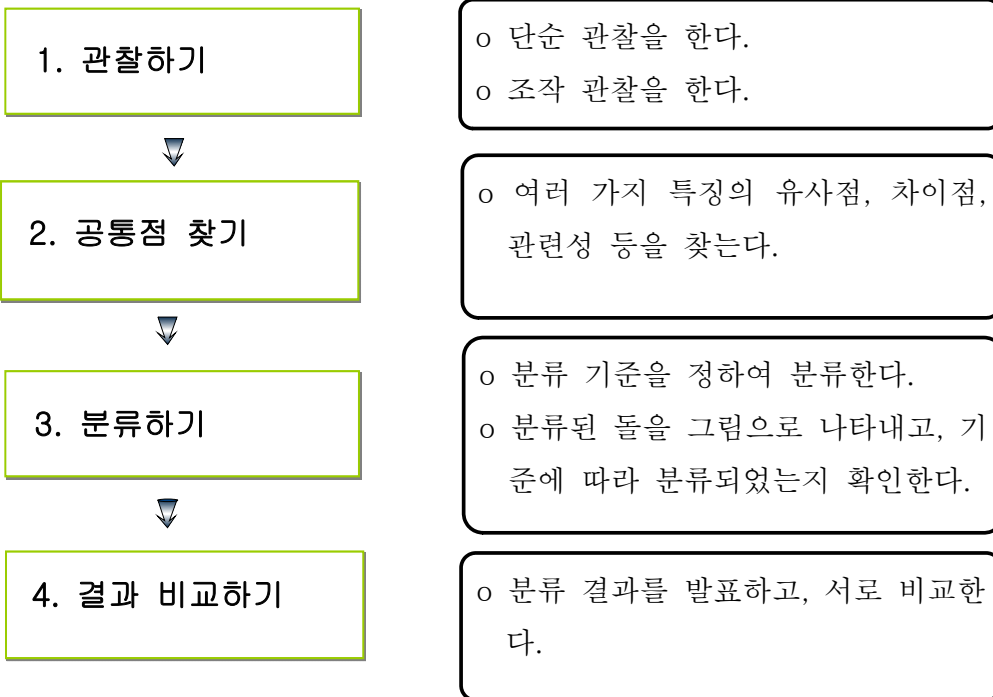 1. 관찰하기
o 단순 관찰을 한다.
o 조작 관찰을 한다.
2. 공통점 찾기
o 여러 가지 특징의 유사점, 차이점,
관련성 등을 찾는다.
3. 분류하기
o 분류 기준을 정하여 분류한다.
o 분류된 돌을 그림으로 나타내고, 기
준에 따라 분류되었는지 확인한다.
4. 결과 비교하기
o 분류 결과를 발표하고, 서로 비교한
다.